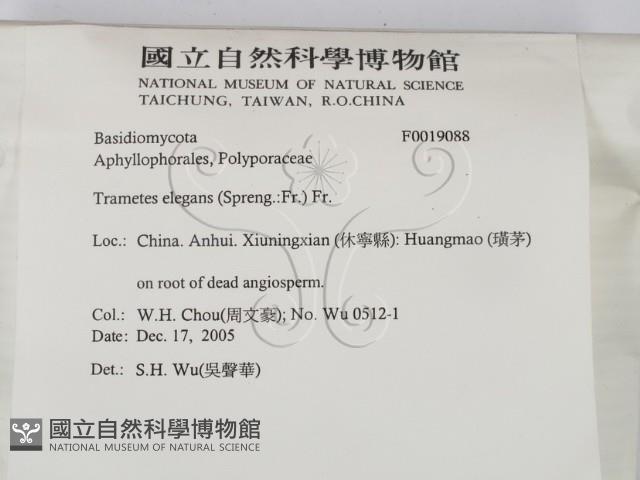 國立自然科學博物館
NATIONAL MUSEUM OF NATURAL SCIENCE
TAICHUNG, TAIWAN, R.O.CHINA
Basidiomycota F0019088
Aphyllophorales, Polyporaceae
Trametes elegans (Spreng.:Fr.) Fr.
Loc.: China. Anhui. Xiuningxian (休寧縣): Huangmao (璜茅)
on root of dead angiosperm.
Col.: W.H. Chou(周文豪); No. Wu 0512-1
Date: Dec. 17, 2005
Det.: S.H. Wu(吳聲華)
國立自然科學博物館
NATIONAL MUSEUM OF NATURAL SCIENCE